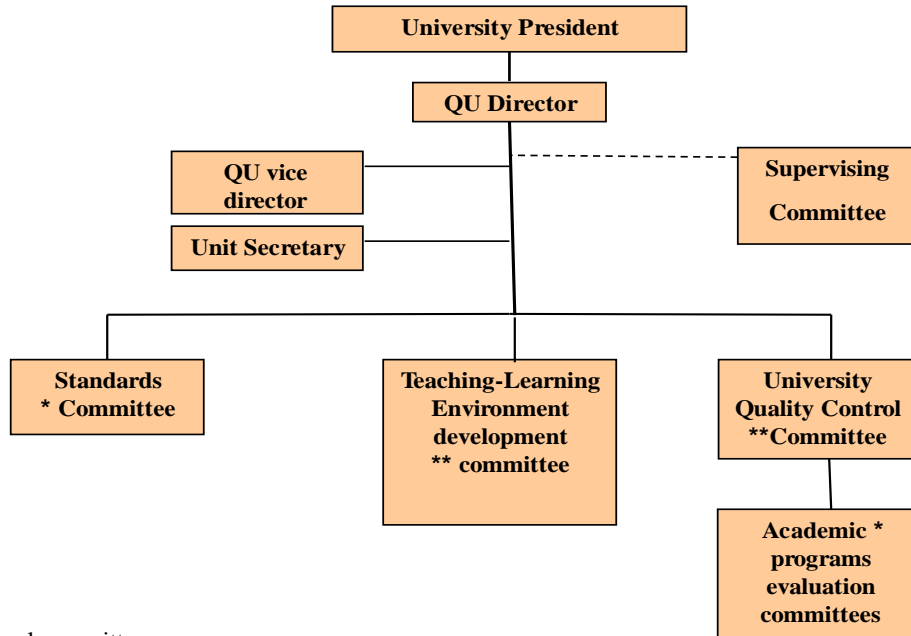 University President
QU Director
QU vice
director
Supervising
Committee
Unit Secretary
Standards
* Committee
Teaching-Learning
Environment
development
** committee
University
Quality Control
**Committee
Academic *
programs
evaluation
committees